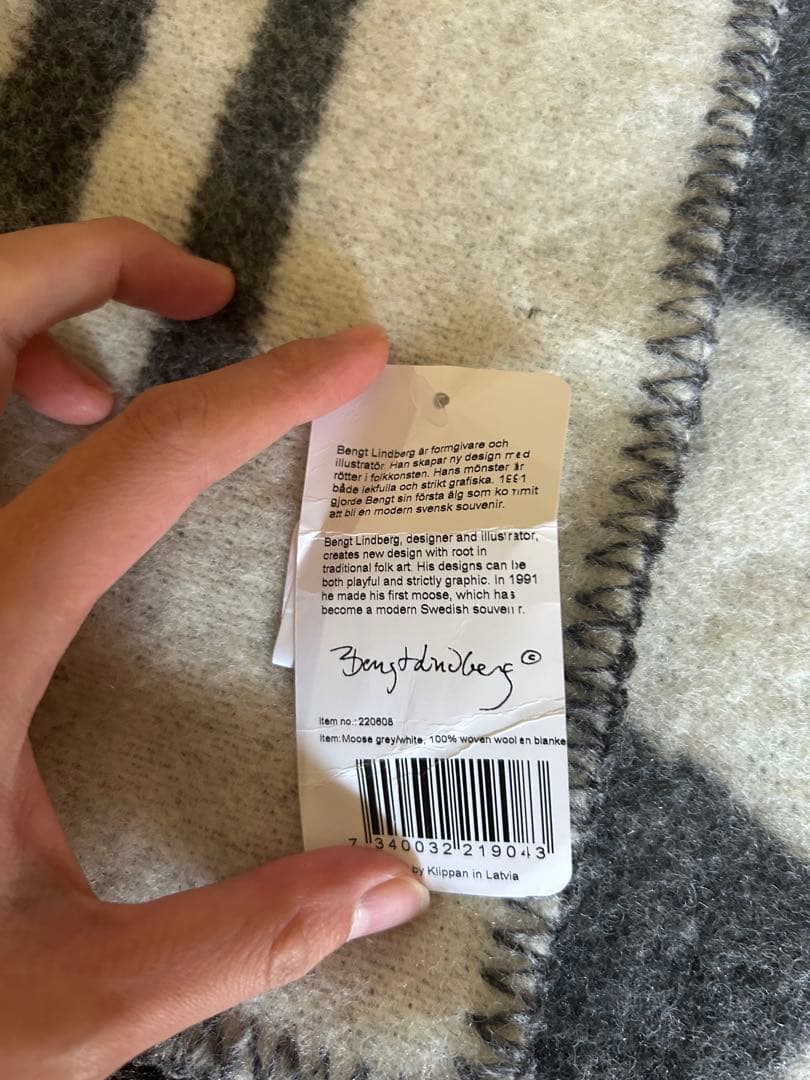 Bengt Lindberg är formgivare och
illustratör. Han skapar ny design med
rötter i folkkonsten. Hans mönster är
både lekfulla och strikt grafiska. 1991
gjorde Bengt sin första älg som kommit
att bli en modern svensk souvenir.
Bengt Lindberg, designer and illustrator,
creates new design with root in
traditional folk art. His designs can be
both playful and strictly graphic. In 1991
he made his first moose, which has
become a modern Swedish souvenir.
Bengt Lindberg ©
Item no.: 220608
Item: Moose grey/white, 100% woven woolen blanke
7 340032 219043
by Klippan in Latvia